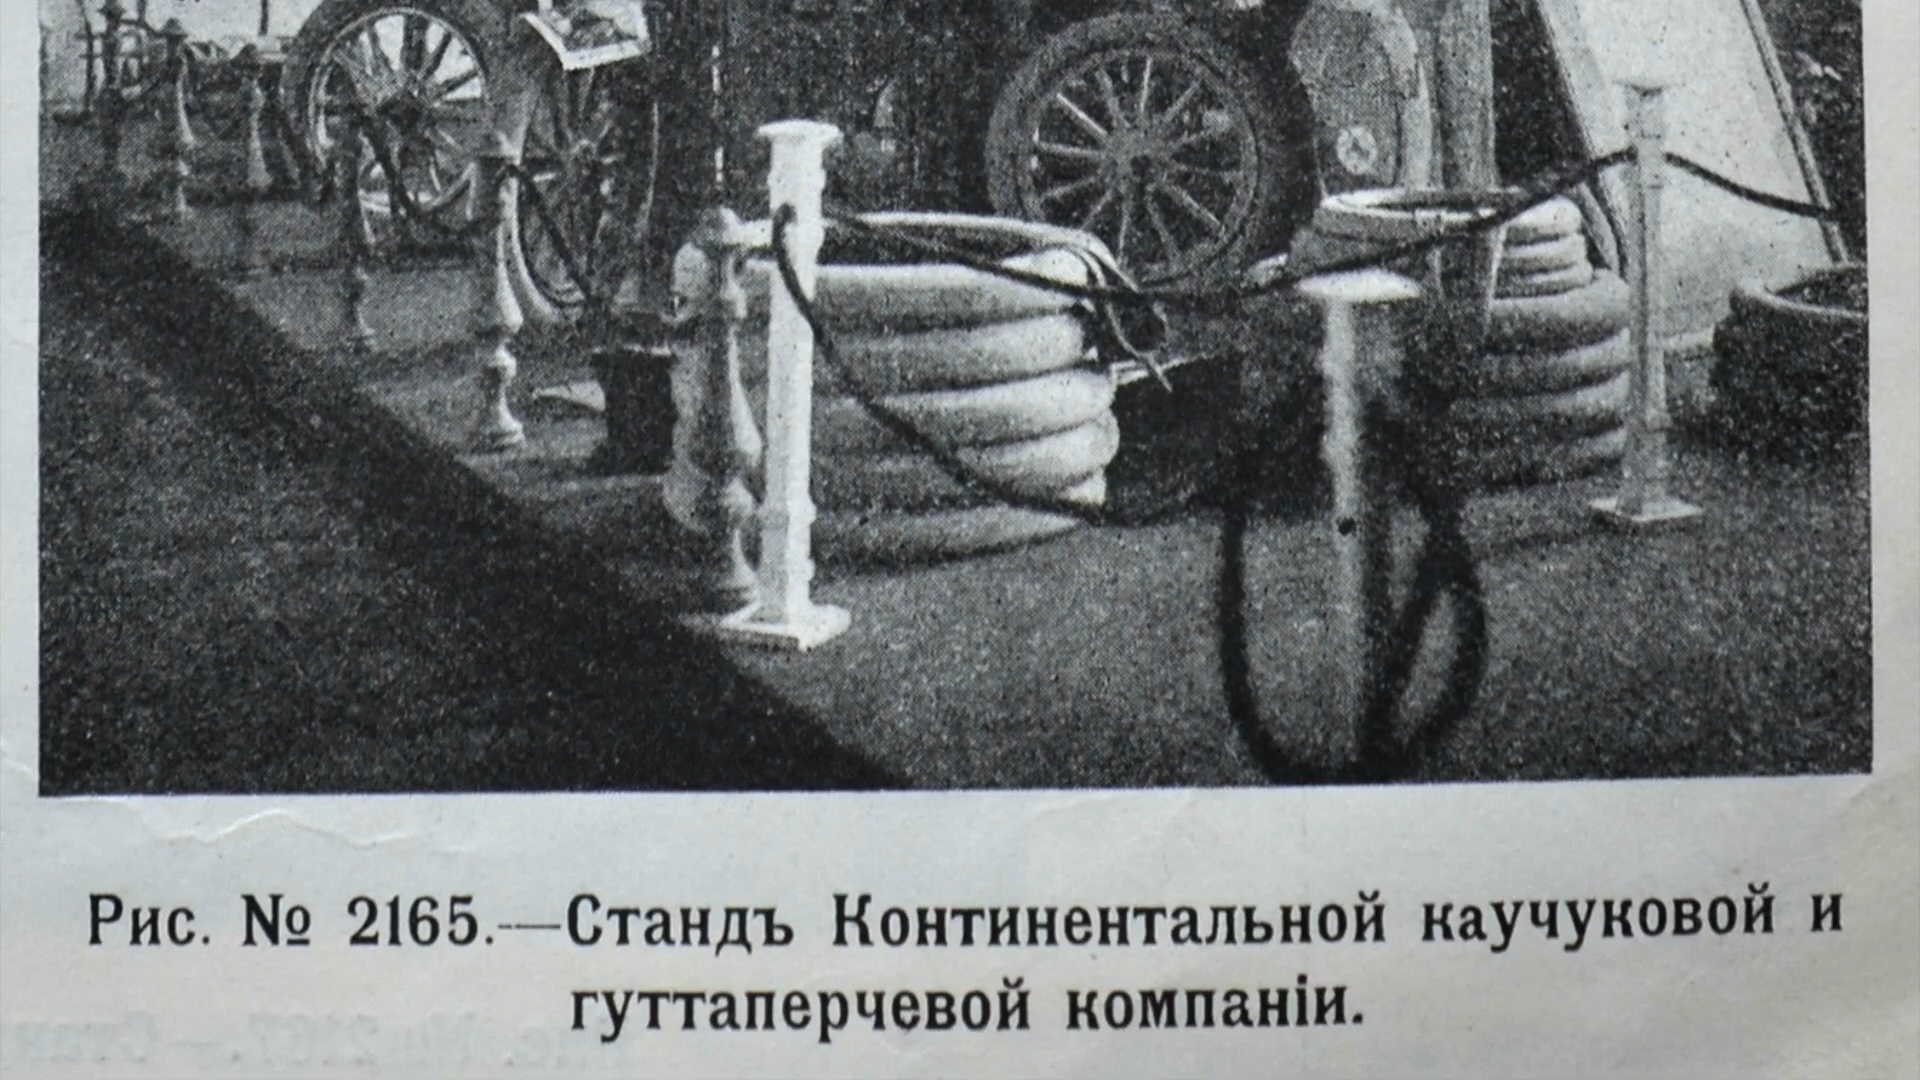 Рис. № 2165.—Стандъ Континентальной каучуковой и
гуттаперчевой компаніи.